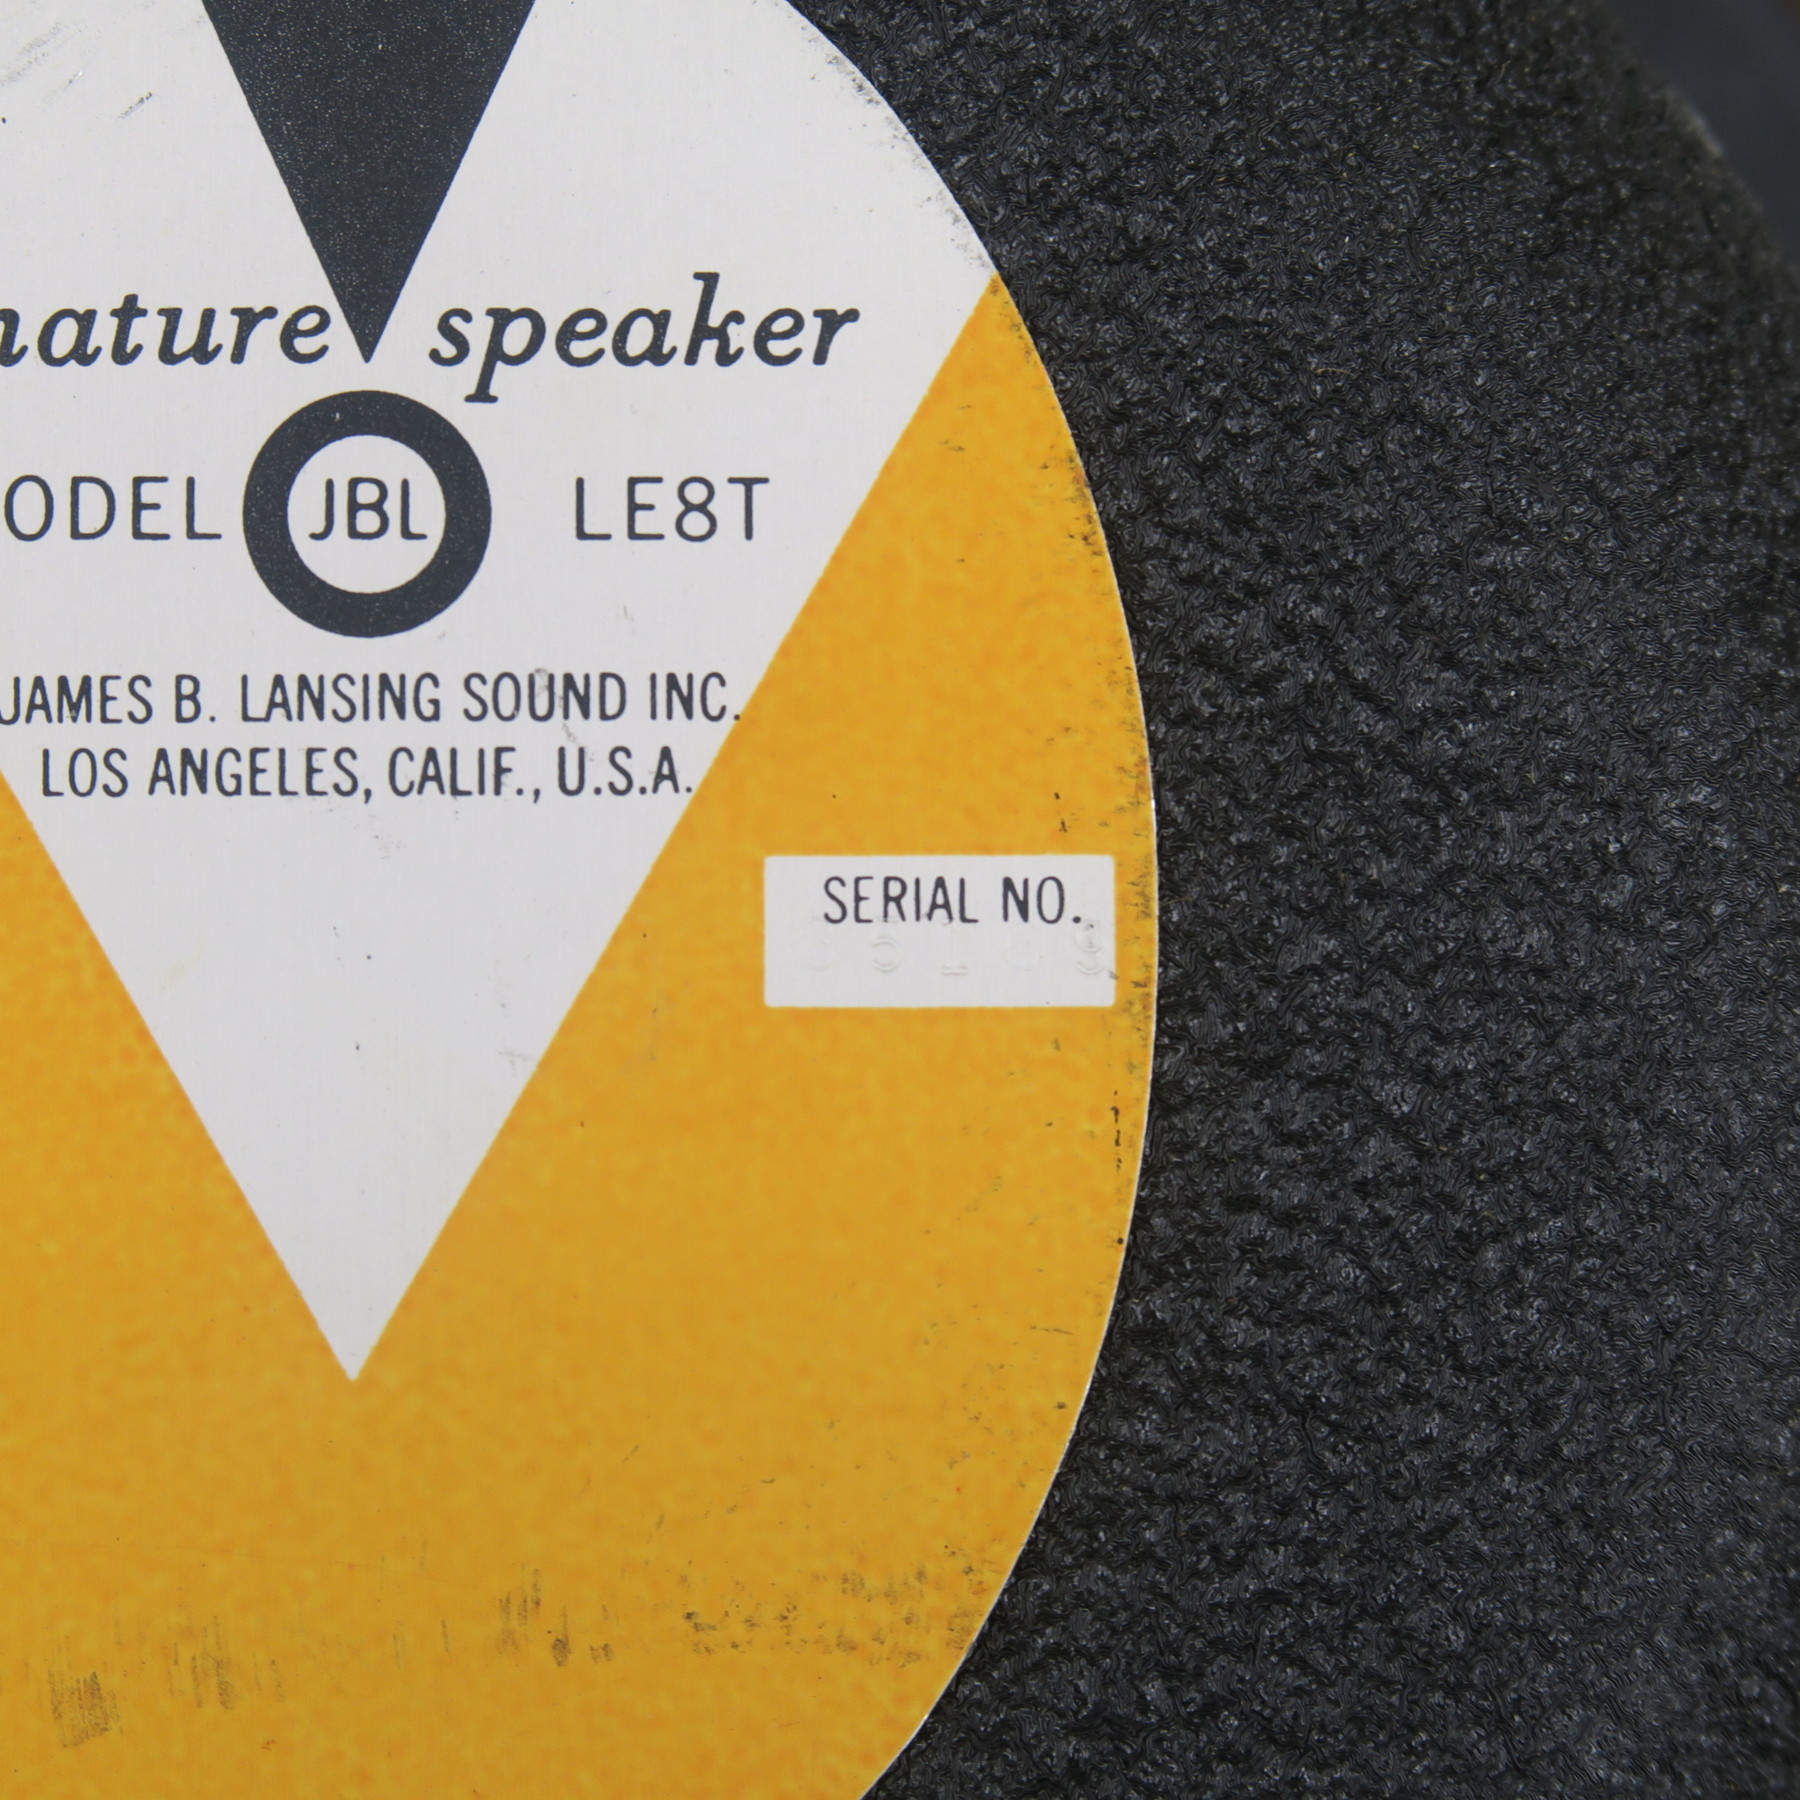 nature speaker
ODEL JBL LE8T
JAMES B. LANSING SOUND INC.
LOS ANGELES, CALIF., U.S.A.
SERIAL NO.